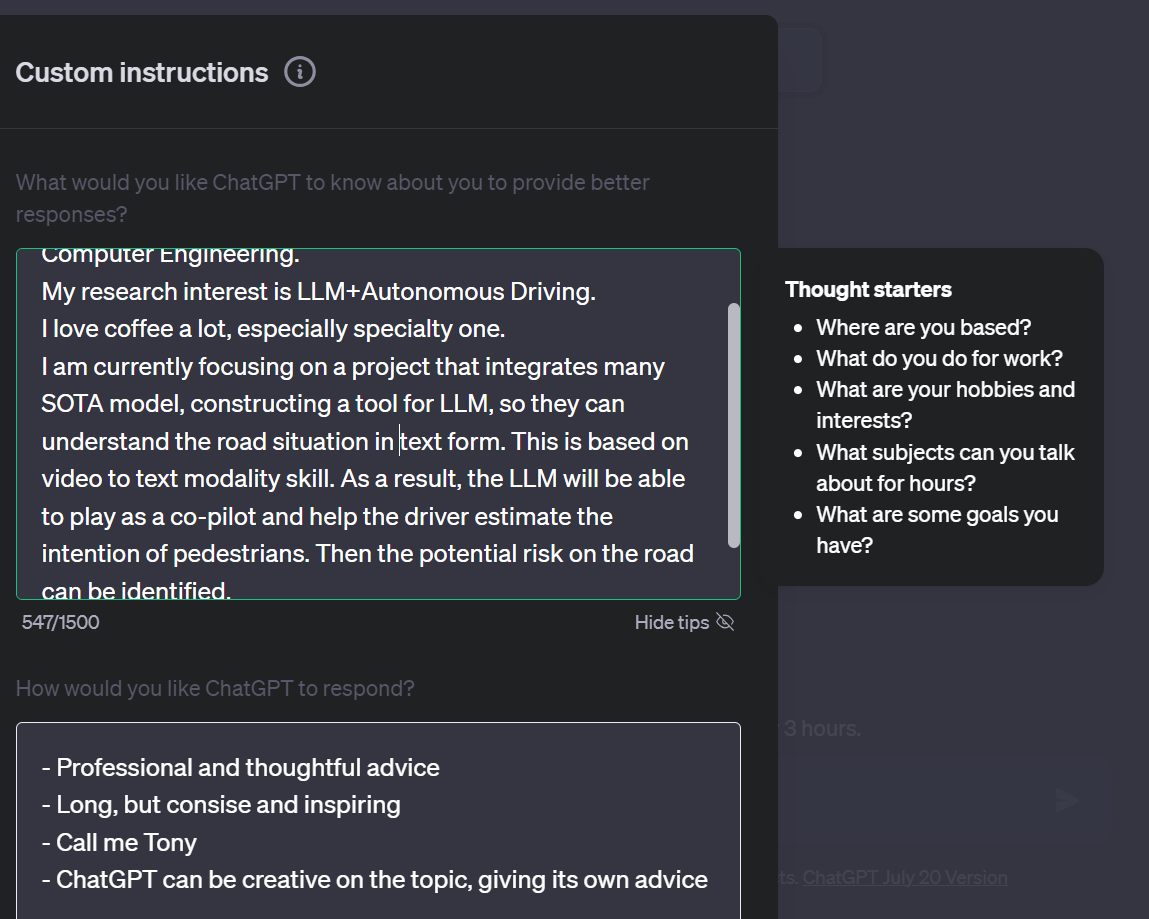 Custom instructions
What would you like ChatGPT to know about you to provide better
responses?
Computer Engineering.
My research interest is LLM+Autonomous Driving.
I love coffee a lot, especially specialty one.
I am currently focusing on a project that integrates many
SOTA model, constructing a tool for LLM, so they can
understand the road situation in text form. This is based on
video to text modality skill. As a result, the LLM will be able
to play as a co-pilot and help the driver estimate the
intention of pedestrians. Then the potential risk on the road
can be identified.
547/1500
Hide tips
Thought starters
• Where are you based?
• What do you do for work?
• What are your hobbies and
interests?
• What subjects can you talk
about for hours?
• What are some goals you
have?
How would you like ChatGPT to respond?
- Professional and thoughtful advice
- Long, but consise and inspiring
- Call me Tony
- ChatGPT can be creative on the topic, giving its own advice
3 hours.
ChatGPT July 20 Version